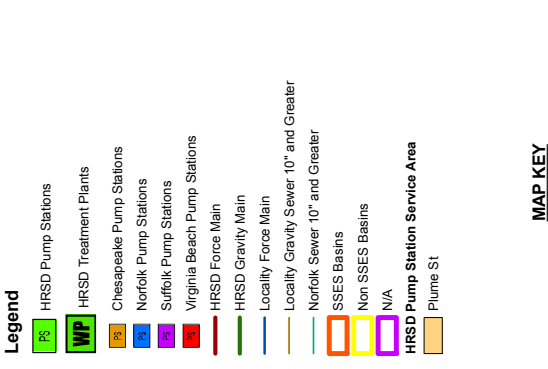 Legend
PS HRSD Pump Stations
WP HRSD Treatment Plants
PS Chesapeake Pump Stations
PS Norfolk Pump Stations
PS Suffolk Pump Stations
PS Virginia Beach Pump Stations
HRSD Force Main
HRSD Gravity Main
Locality Force Main
Locality Gravity Sewer 10" and Greater
Norfolk Sewer 10" and Greater
SSES Basins
Non SSES Basins
N/A
HRSD Pump Station Service Area
Plume St
MAP KEY